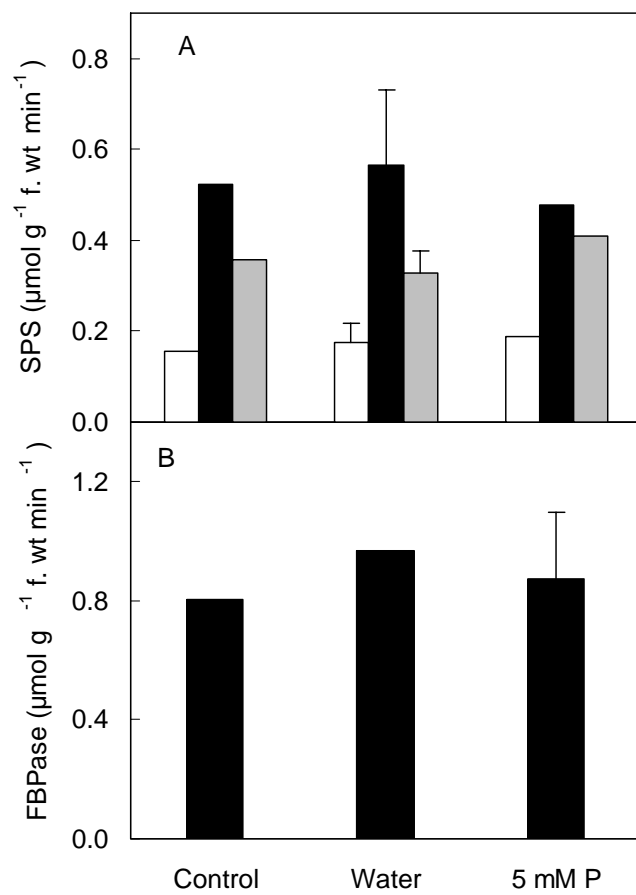 A
0.8
0.6
0.4
0.2
0.0
SPS (µmol g⁻¹ f. wt min⁻¹)
B
1.2
0.8
0.4
0.0
FBPase (µmol g ⁻¹ f. wt min ⁻¹)
Control Water 5 mM P